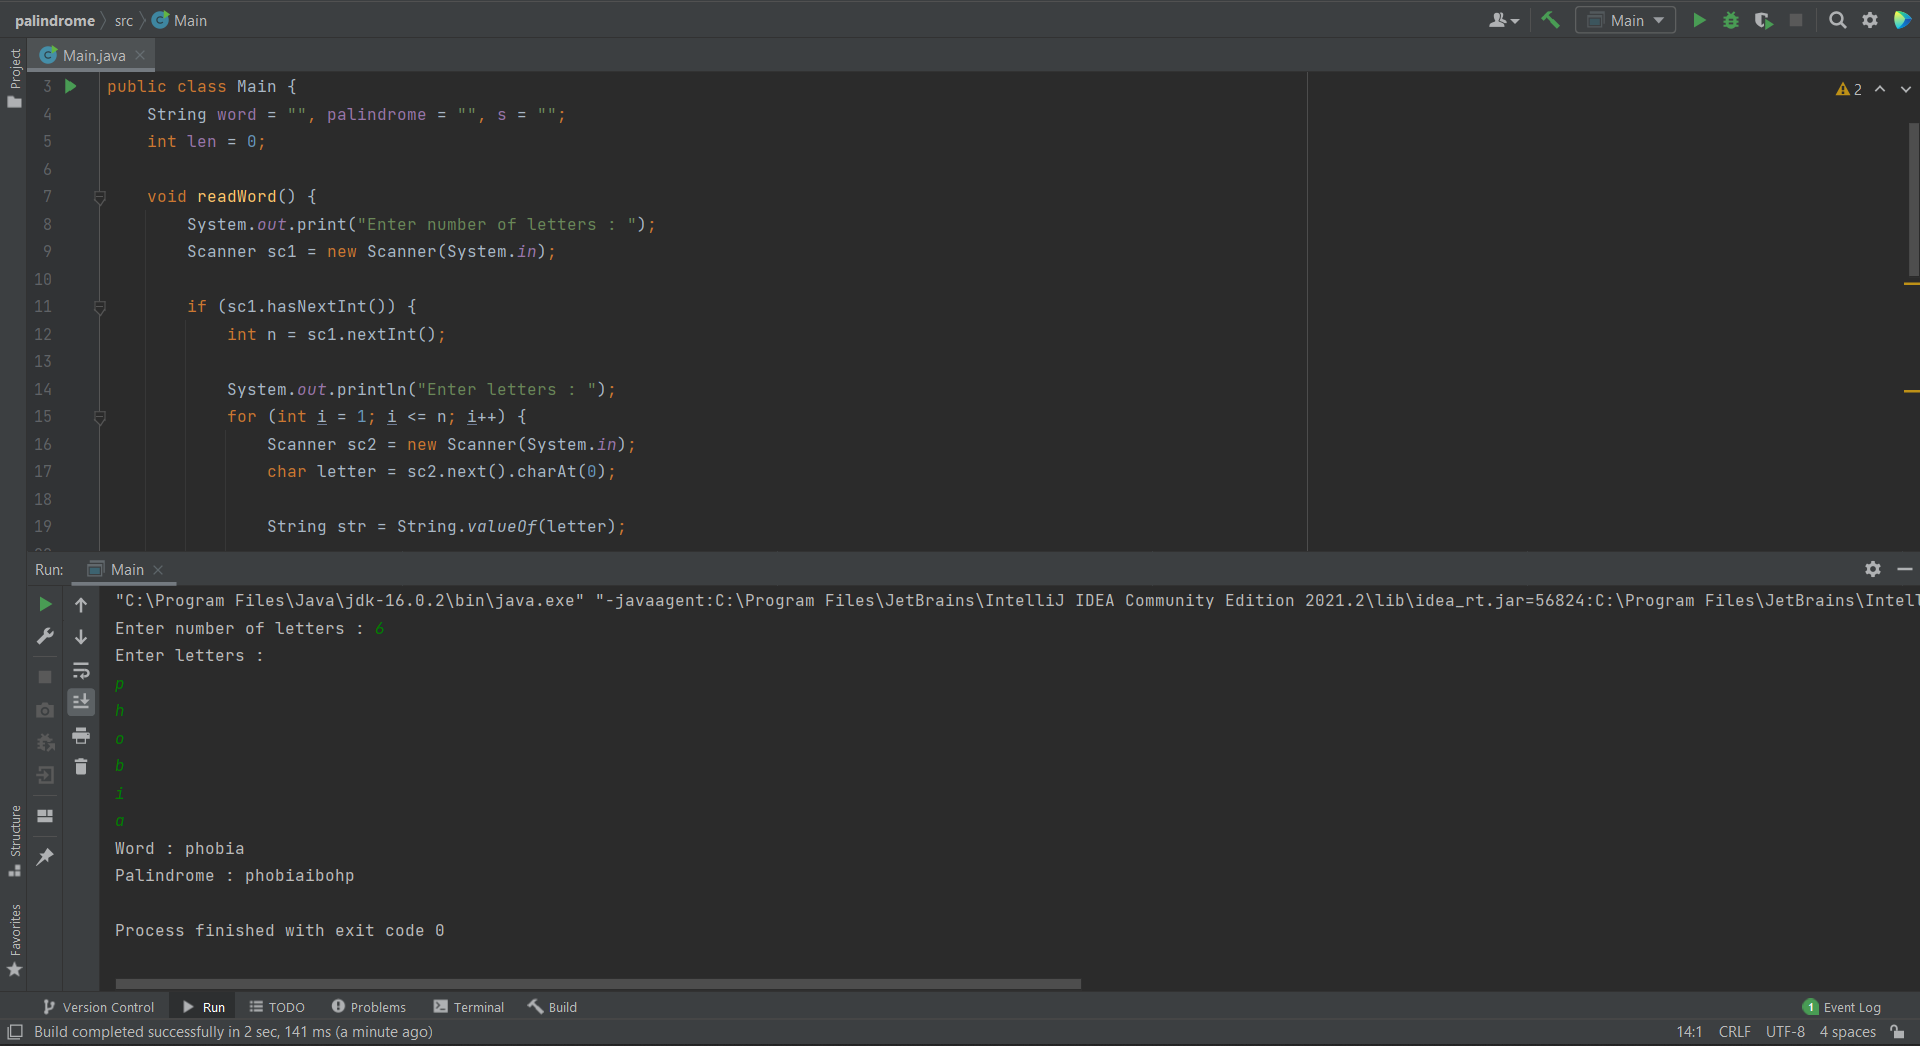 palindrome src Main
Main
Main.java
Project
3 public class Main {
4 String word = "", palindrome = "", s = "";
5 int len = 0;
6
7 void readWord() {
8 System.out.print("Enter number of letters : ");
9 Scanner sc1 = new Scanner(System.in);
10
11 if (sc1.hasNextInt()) {
12 int n = sc1.nextInt();
13
14 System.out.println("Enter letters : ");
15 for (int i = 1; i <= n; i++) {
16 Scanner sc2 = new Scanner(System.in);
17 char letter = sc2.next().charAt(0);
18
19 String str = String.valueOf(letter);
2
Run: Main
"C:\Program Files\Java\jdk-16.0.2\bin\java.exe" "-javaagent:C:\Program Files\JetBrains\IntelliJ IDEA Community Edition 2021.2\lib\idea_rt.jar=56824:C:\Program Files\JetBrains\Intell
Enter number of letters : 6
Enter letters :
p
h
o
b
i
a
Word : phobia
Palindrome : phobiaibohp
Process finished with exit code 0
Structure
Favorites
Version Control Run TODO Problems Terminal Build 1 Event Log
Build completed successfully in 2 sec, 141 ms (a minute ago) 14:1 CRLF UTF-8 4 spaces